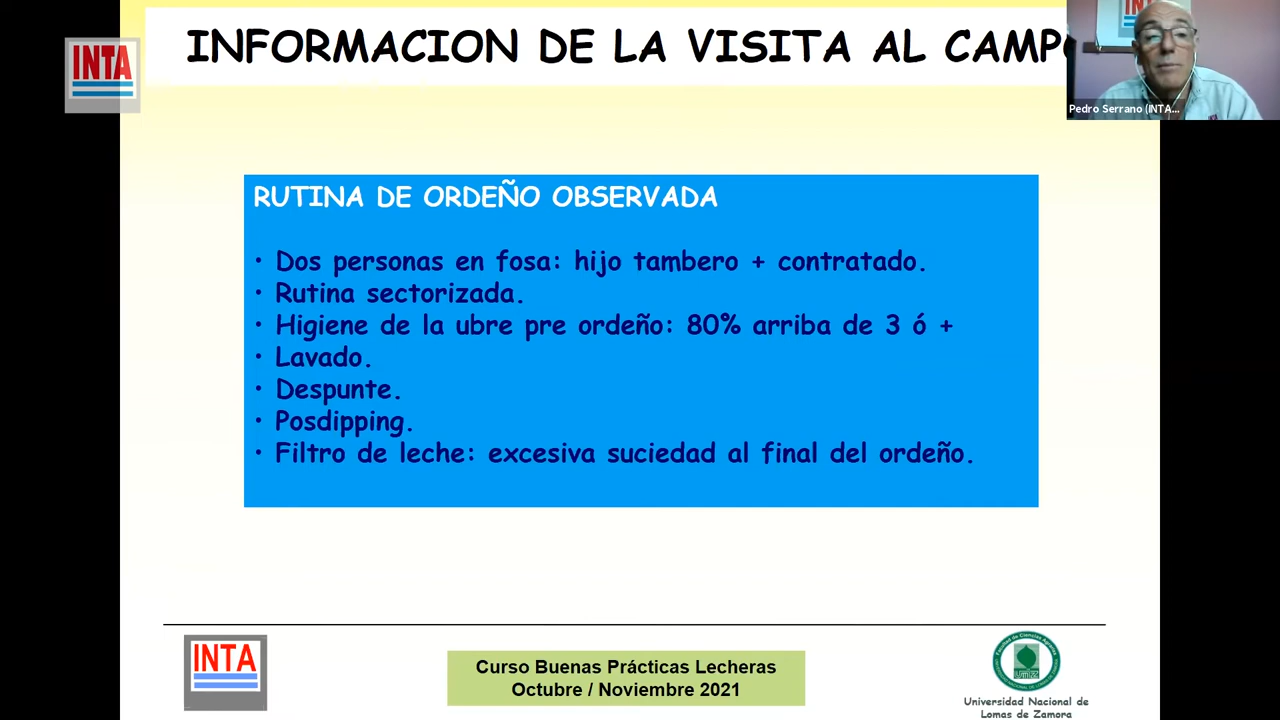 INFORMACION DE LA VISITA AL CAMP
INTA
Pedro Serrano (INTA...
RUTINA DE ORDEÑO OBSERVADA
• Dos personas en fosa: hijo tambero + contratado.
• Rutina sectorizada.
• Higiene de la ubre pre ordeño: 80% arriba de 3 ó +
• Lavado.
• Despunte.
• Posdipping.
• Filtro de leche: excesiva suciedad al final del ordeño.
INTA
Curso Buenas Prácticas Lecheras
Octubre / Noviembre 2021
Universidad Nacional de
Lomas de Zamora